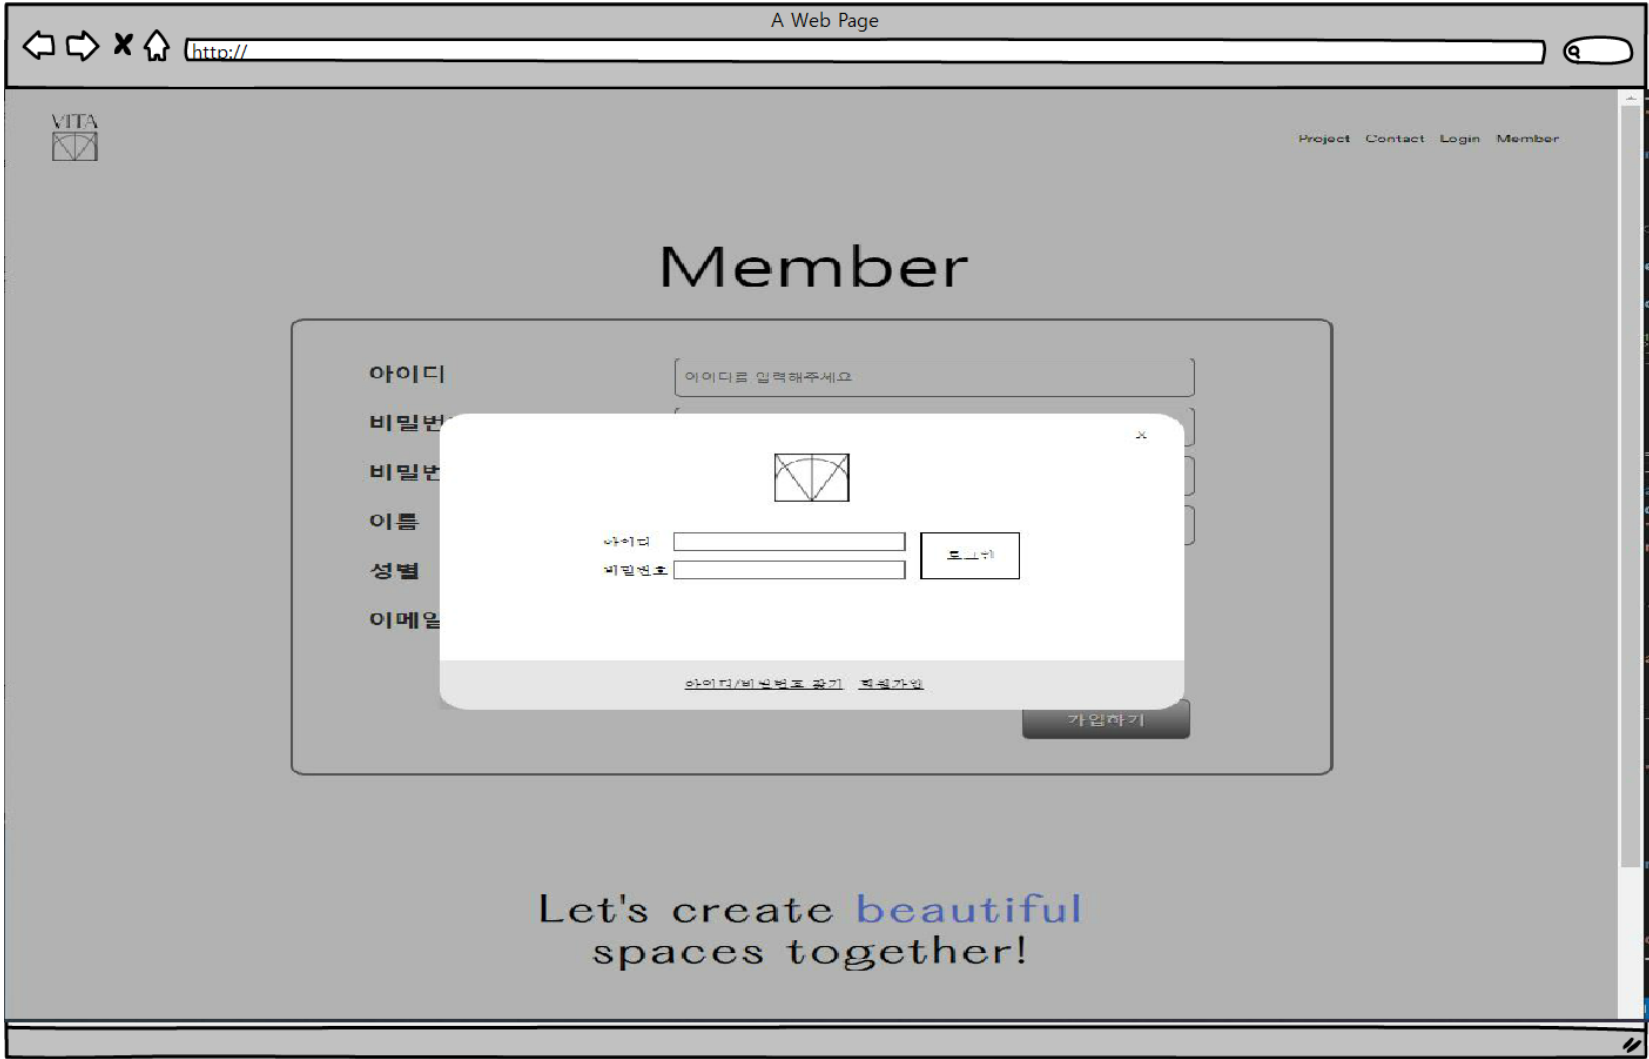 A Web Page
http://
VITA
Project Contact Login Member
Member
아이디
아이디를 입력해주세요
비밀번
비밀번
이름
성별
이메일
x
아이디
비밀번호
로그인
아이디/비밀번호 찾기 회원가입
가입하기
Let's create beautiful
spaces together!